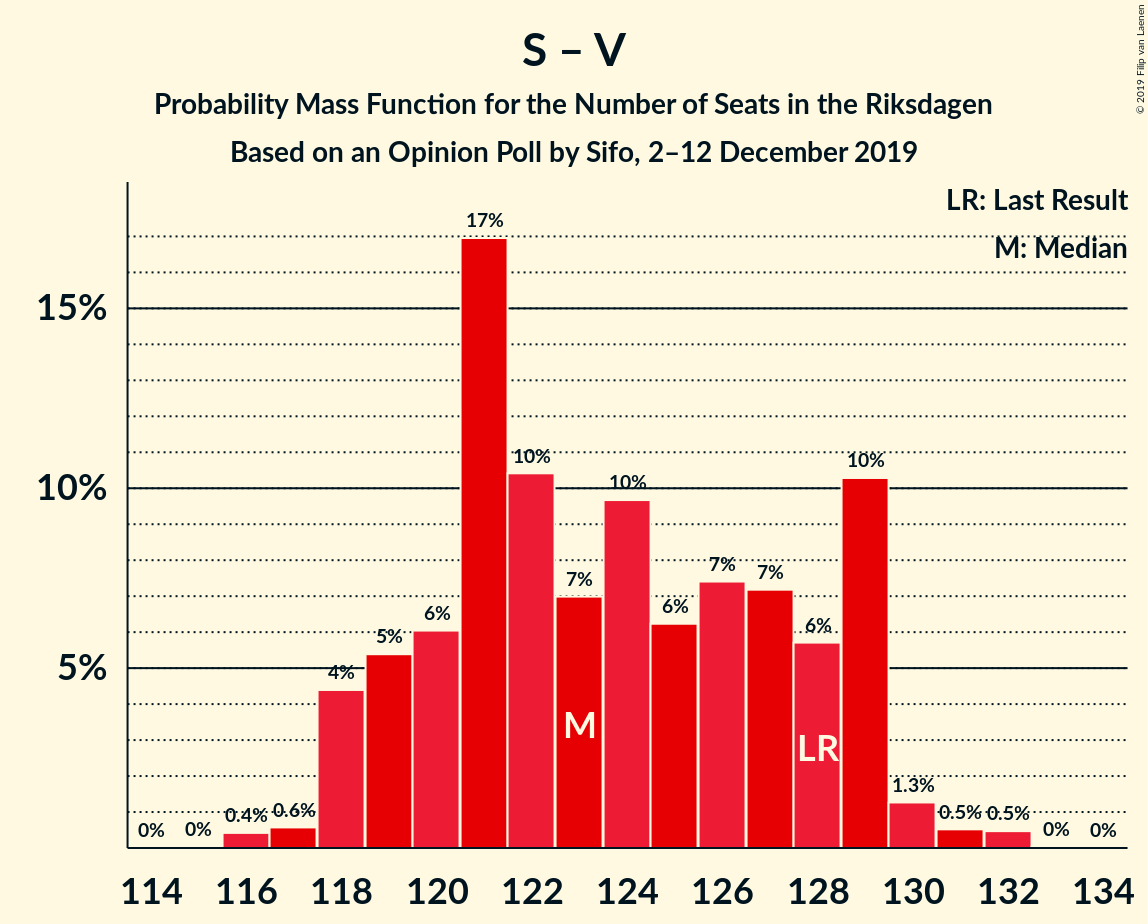 S – V
Probability Mass Function for the Number of Seats in the Riksdagen
Based on an Opinion Poll by Sifo, 2–12 December 2019
© 2019 Filip van Laenen
LR: Last Result
M: Median
15%
10%
5%
0%
0%
0.4%
0.6%
4%
5%
6%
17%
10%
7%
10%
6%
7%
7%
6%
10%
1.3%
0.5%
0.5%
0%
0%
M
LR
114 116 118 120 122 124 126 128 130 132 134